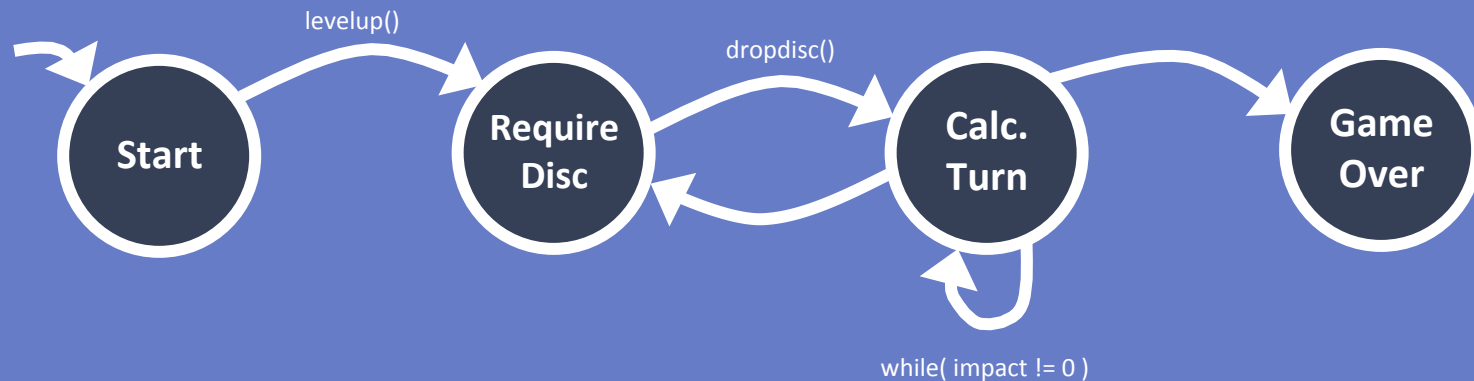 levelup()
dropdisc()
Start
Require
Disc
Calc.
Turn
Game
Over
while( impact != 0 )